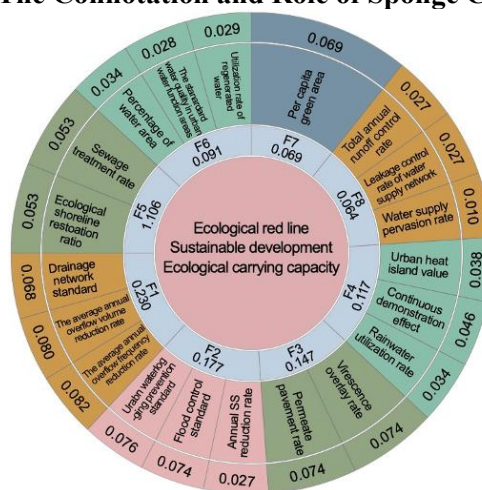 The Connotation and Role of Sponge C
Ecological red line
Sustainable development
Ecological carrying capacity
F7
0.069
Per capita
green area
0.069
F8
0.064
Total annual
runoff control
rate
0.027
Leakage control
rate of water
supply network
0.027
Water supply
pervasion rate
0.010
F4
0.117
Urban heat
island value
0.038
Continuous
demonstration
effect
0.046
Rainwater
utilization rate
0.034
F3
0.147
Virescence
overlay rate
0.074
Permeate
pavement rate
0.074
F2
0.177
Annual SS
reduction rate
0.027
Flood control
standard
0.074
-ging prevention
standard
0.076
F1
0.230
The average annual
overflow frequency
reduction rate
0.082
The average annual
overflow volume
reduction rate
0.080
Drainage
network
standard
0.068
F5
1.106
Ecological
shoreline
restoation
ratio
0.053
Sewage
treatment rate
0.053
F6
0.091
Percentage of
water area
0.034
The stanardard
water quality in urban
water function areas
0.028
Utilization rate of
regenerated
water
0.029